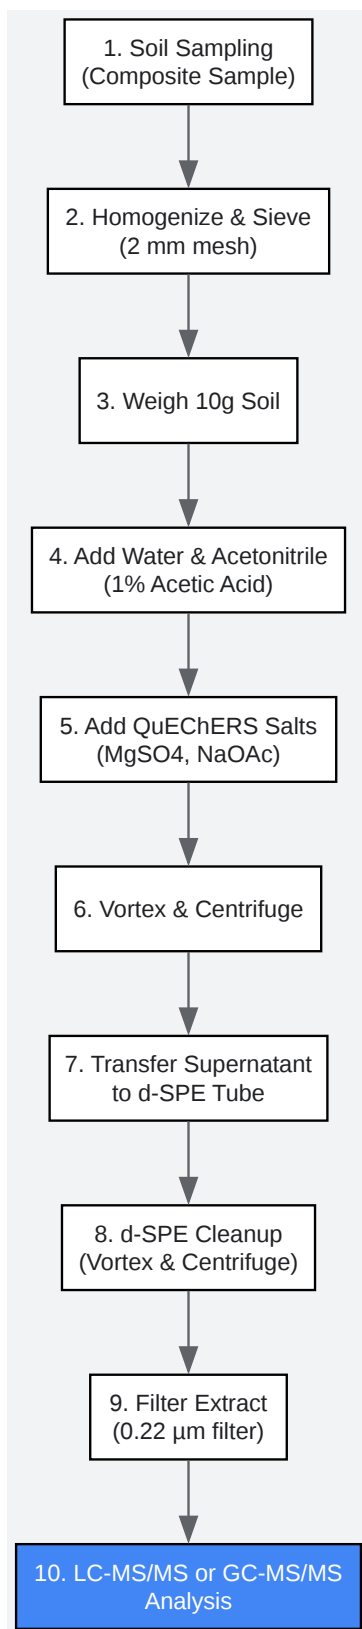 1. Soil Sampling
(Composite Sample)
2. Homogenize & Sieve
(2 mm mesh)
3. Weigh 10g Soil
4. Add Water & Acetonitrile
(1% Acetic Acid)
5. Add QuEChERS Salts
(MgSO4, NaOAc)
6. Vortex & Centrifuge
7. Transfer Supernatant
to d-SPE Tube
8. d-SPE Cleanup
(Vortex & Centrifuge)
9. Filter Extract
(0.22 µm filter)
10. LC-MS/MS or GC-MS/MS
Analysis